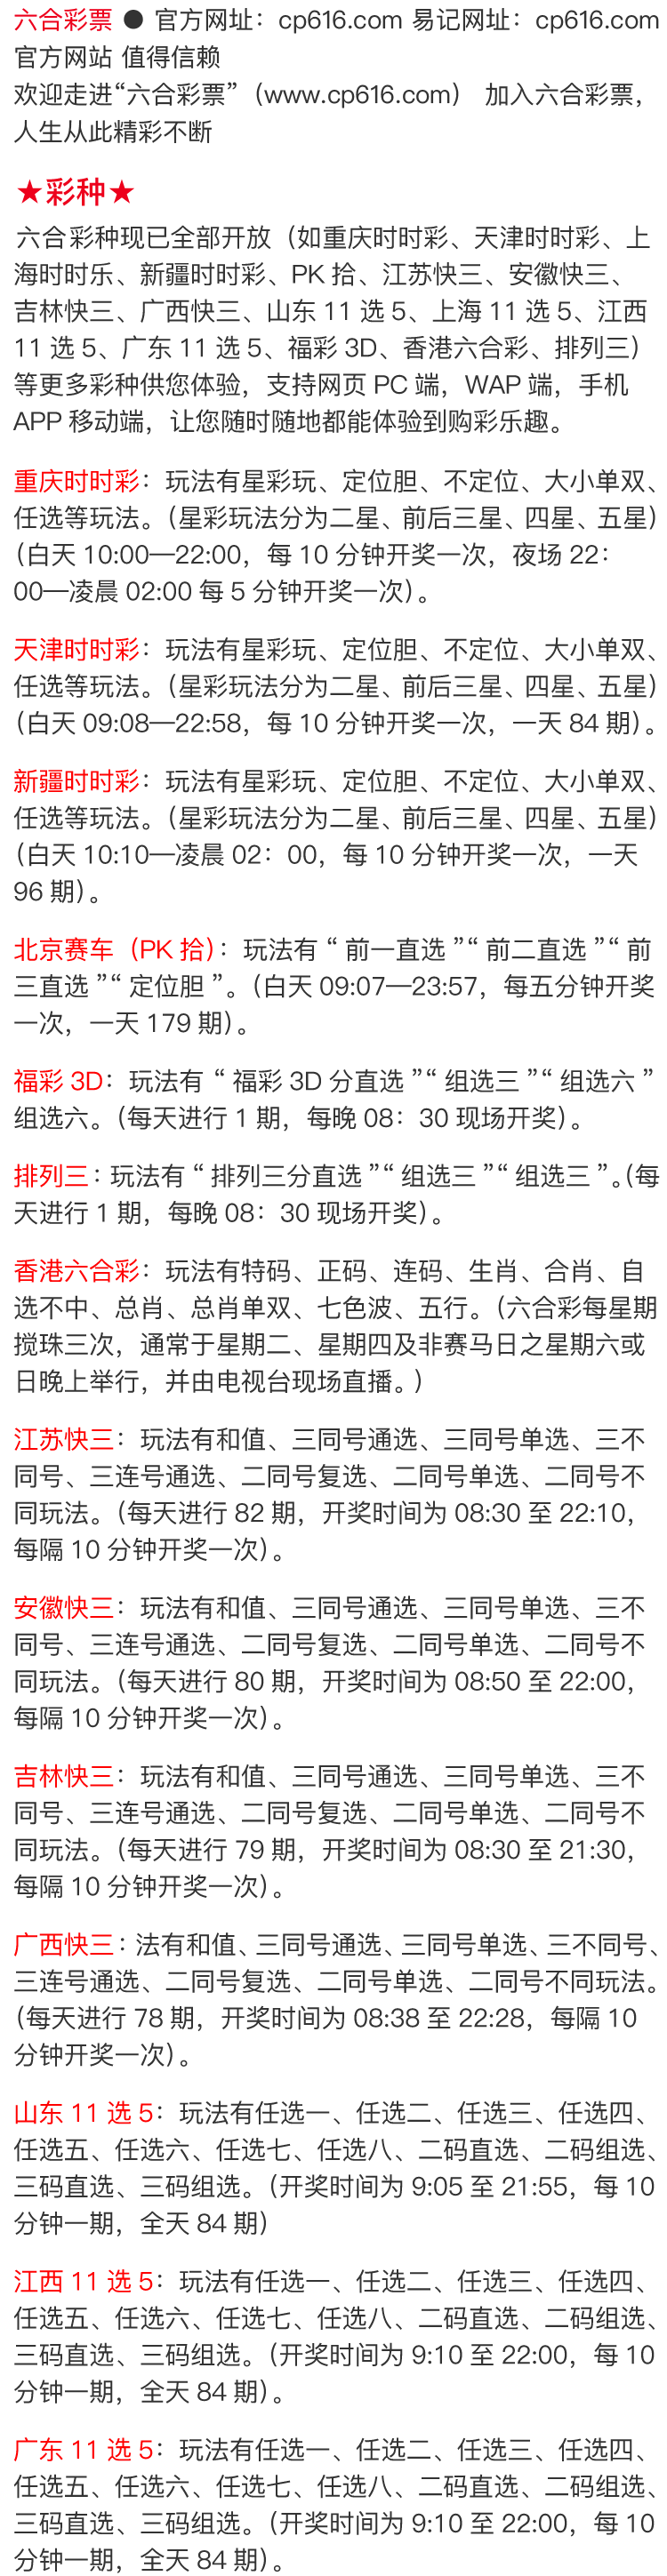 六合彩票 ● 官方网址：cp616.com 易记网址：cp616.com
官方网站 值得信赖
欢迎走进“六合彩票”（www.cp616.com） 加入六合彩票，
人生从此精彩不断
★彩种★
六合彩种现已全部开放（如重庆时时彩、天津时时彩、上
海时时乐、新疆时时彩、PK 拾、江苏快三、安徽快三、
吉林快三、广西快三、山东 11 选 5、上海 11 选 5、江西
11 选 5、广东 11 选 5、福彩 3D、香港六合彩、排列三）
等更多彩种供您体验，支持网页 PC 端，WAP 端，手机
APP 移动端，让您随时随地都能体验到购彩乐趣。
重庆时时彩：玩法有星彩玩、定位胆、不定位、大小单双、
任选等玩法。（星彩玩法分为二星、前后三星、四星、五星）
（白天 10:00—22:00，每 10 分钟开奖一次，夜场 22：
00—凌晨 02:00 每 5 分钟开奖一次）。
天津时时彩：玩法有星彩玩、定位胆、不定位、大小单双、
任选等玩法。（星彩玩法分为二星、前后三星、四星、五星）
（白天 09:08—22:58，每 10 分钟开奖一次，一天 84 期）。
新疆时时彩：玩法有星彩玩、定位胆、不定位、大小单双、
任选等玩法。（星彩玩法分为二星、前后三星、四星、五星）
（白天 10:10—凌晨 02：00，每 10 分钟开奖一次，一天
96 期）。
北京赛车（PK 拾）：玩法有 “ 前一直选 ”“ 前二直选 ”“ 前
三直选 ”“ 定位胆 ”。（白天 09:07—23:57，每五分钟开奖
一次，一天 179 期）。
福彩 3D：玩法有 “ 福彩 3D 分直选 ”“ 组选三 ”“ 组选六 ”
组选六。（每天进行 1 期，每晚 08：30 现场开奖）。
排列三：玩法有 “ 排列三分直选 ”“ 组选三 ”“ 组选三 ”。（每
天进行 1 期，每晚 08：30 现场开奖）。
香港六合彩：玩法有特码、正码、连码、生肖、合肖、自
选不中、总肖、总肖单双、七色波、五行。（六合彩每星期
搅珠三次，通常于星期二、星期四及非赛马日之星期六或
日晚上举行，并由电视台现场直播。）
江苏快三：玩法有和值、三同号通选、三同号单选、三不
同号、三连号通选、二同号复选、二同号单选、二同号不
同玩法。（每天进行 82 期，开奖时间为 08:30 至 22:10，
每隔 10 分钟开奖一次）。
安徽快三：玩法有和值、三同号通选、三同号单选、三不
同号、三连号通选、二同号复选、二同号单选、二同号不
同玩法。（每天进行 80 期，开奖时间为 08:50 至 22:00，
每隔 10 分钟开奖一次）。
吉林快三：玩法有和值、三同号通选、三同号单选、三不
同号、三连号通选、二同号复选、二同号单选、二同号不
同玩法。（每天进行 79 期，开奖时间为 08:30 至 21:30，
每隔 10 分钟开奖一次）。
广西快三：法有和值、三同号通选、三同号单选、三不同号、
三连号通选、二同号复选、二同号单选、二同号不同玩法。
（每天进行 78 期，开奖时间为 08:38 至 22:28，每隔 10
分钟开奖一次）。
山东 11 选 5：玩法有任选一、任选二、任选三、任选四、
任选五、任选六、任选七、任选八、二码直选、二码组选、
三码直选、三码组选。（开奖时间为 9:05 至 21:55，每 10
分钟一期，全天 84 期）
江西 11 选 5：玩法有任选一、任选二、任选三、任选四、
任选五、任选六、任选七、任选八、二码直选、二码组选、
三码直选、三码组选。（开奖时间为 9:10 至 22:00，每 10
分钟一期，全天 84 期）。
广东 11 选 5：玩法有任选一、任选二、任选三、任选四、
任选五、任选六、任选七、任选八、二码直选、二码组选、
三码直选、三码组选。（开奖时间为 9:10 至 22:00，每 10
分钟一期，全天 84 期）。